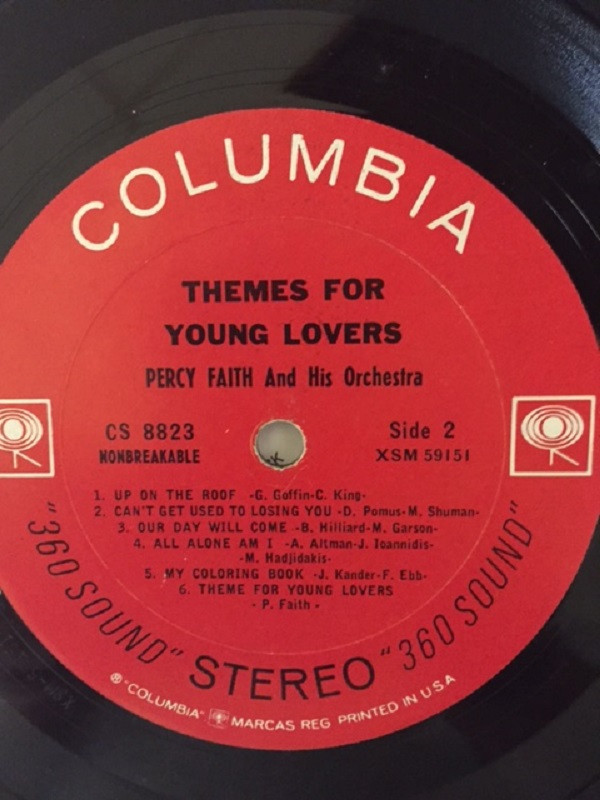 COLUMBIA
THEMES FOR
YOUNG LOVERS
PERCY FAITH And His Orchestra
CS 8823
NONBREAKABLE
Side 2
XSM 59151
1. UP ON THE ROOF -G. Goffin-C. King-
2. CAN'T GET USED TO LOSING YOU -D. Pomus-M. Shuman-
3. OUR DAY WILL COME -B. Hilliard-M. Garson-
4. ALL ALONE AM I -A. Altman-J. Ioannidis-
-M. Hadjidakis-
5. MY COLORING BOOK -J. Kander-F. Ebb-
6. THEME FOR YOUNG LOVERS
- P. Faith -
"360 SOUND" STEREO "360 SOUND"
® "COLUMBIA" MARCAS REG. PRINTED IN U.S.A